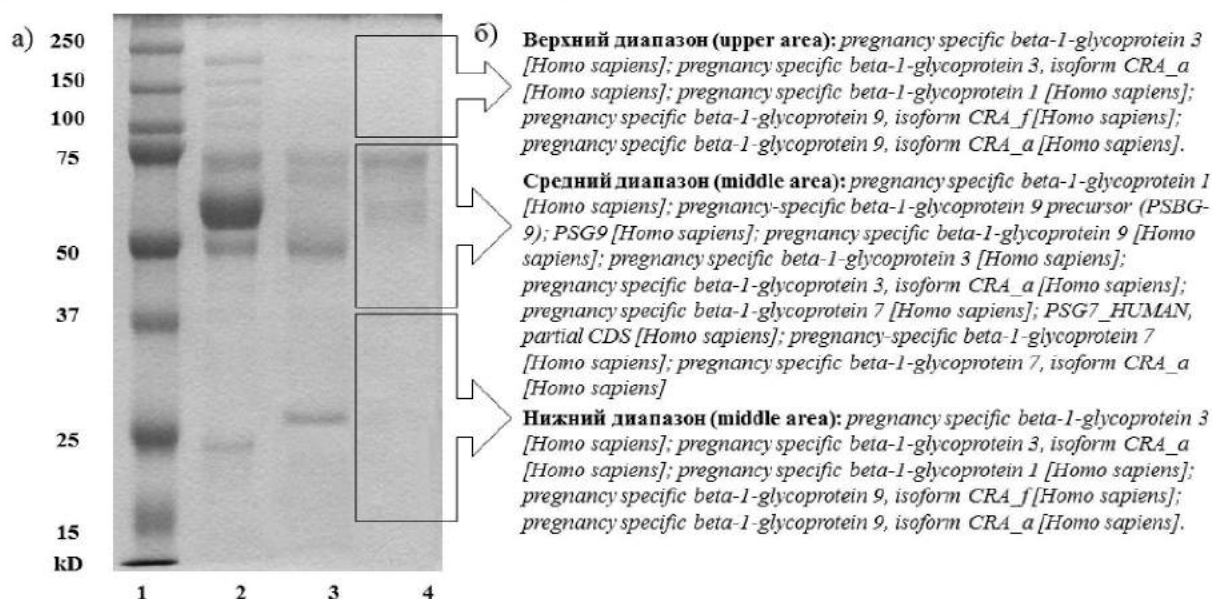 а)
250
150
100
75
50
37
25
15
kD
1 2 3 4
б)
Верхний диапазон (upper area): pregnancy specific beta-1-glycoprotein 3
[Homo sapiens]; pregnancy specific beta-1-glycoprotein 3, isoform CRA_a
[Homo sapiens]; pregnancy specific beta-1-glycoprotein 1 [Homo sapiens];
pregnancy specific beta-1-glycoprotein 9, isoform CRA_f [Homo sapiens];
pregnancy specific beta-1-glycoprotein 9, isoform CRA_a [Homo sapiens].
Средний диапазон (middle area): pregnancy specific beta-1-glycoprotein 1
[Homo sapiens]; pregnancy-specific beta-1-glycoprotein 9 precursor (PSBG-
9); PSG9 [Homo sapiens]; pregnancy specific beta-1-glycoprotein 9 [Homo
sapiens]; pregnancy specific beta-1-glycoprotein 3 [Homo sapiens];
pregnancy specific beta-1-glycoprotein 3, isoform CRA_a [Homo sapiens];
pregnancy specific beta-1-glycoprotein 7 [Homo sapiens]; PSG7_HUMAN,
partial CDS [Homo sapiens]; pregnancy-specific beta-1-glycoprotein 7
[Homo sapiens]; pregnancy specific beta-1-glycoprotein 7, isoform CRA_a
[Homo sapiens]
Нижний диапазон (middle area): pregnancy specific beta-1-glycoprotein 3
[Homo sapiens]; pregnancy specific beta-1-glycoprotein 3, isoform CRA_a
[Homo sapiens]; pregnancy specific beta-1-glycoprotein 1 [Homo sapiens];
pregnancy specific beta-1-glycoprotein 9, isoform CRA_f [Homo sapiens];
pregnancy specific beta-1-glycoprotein 9, isoform CRA_a [Homo sapiens].